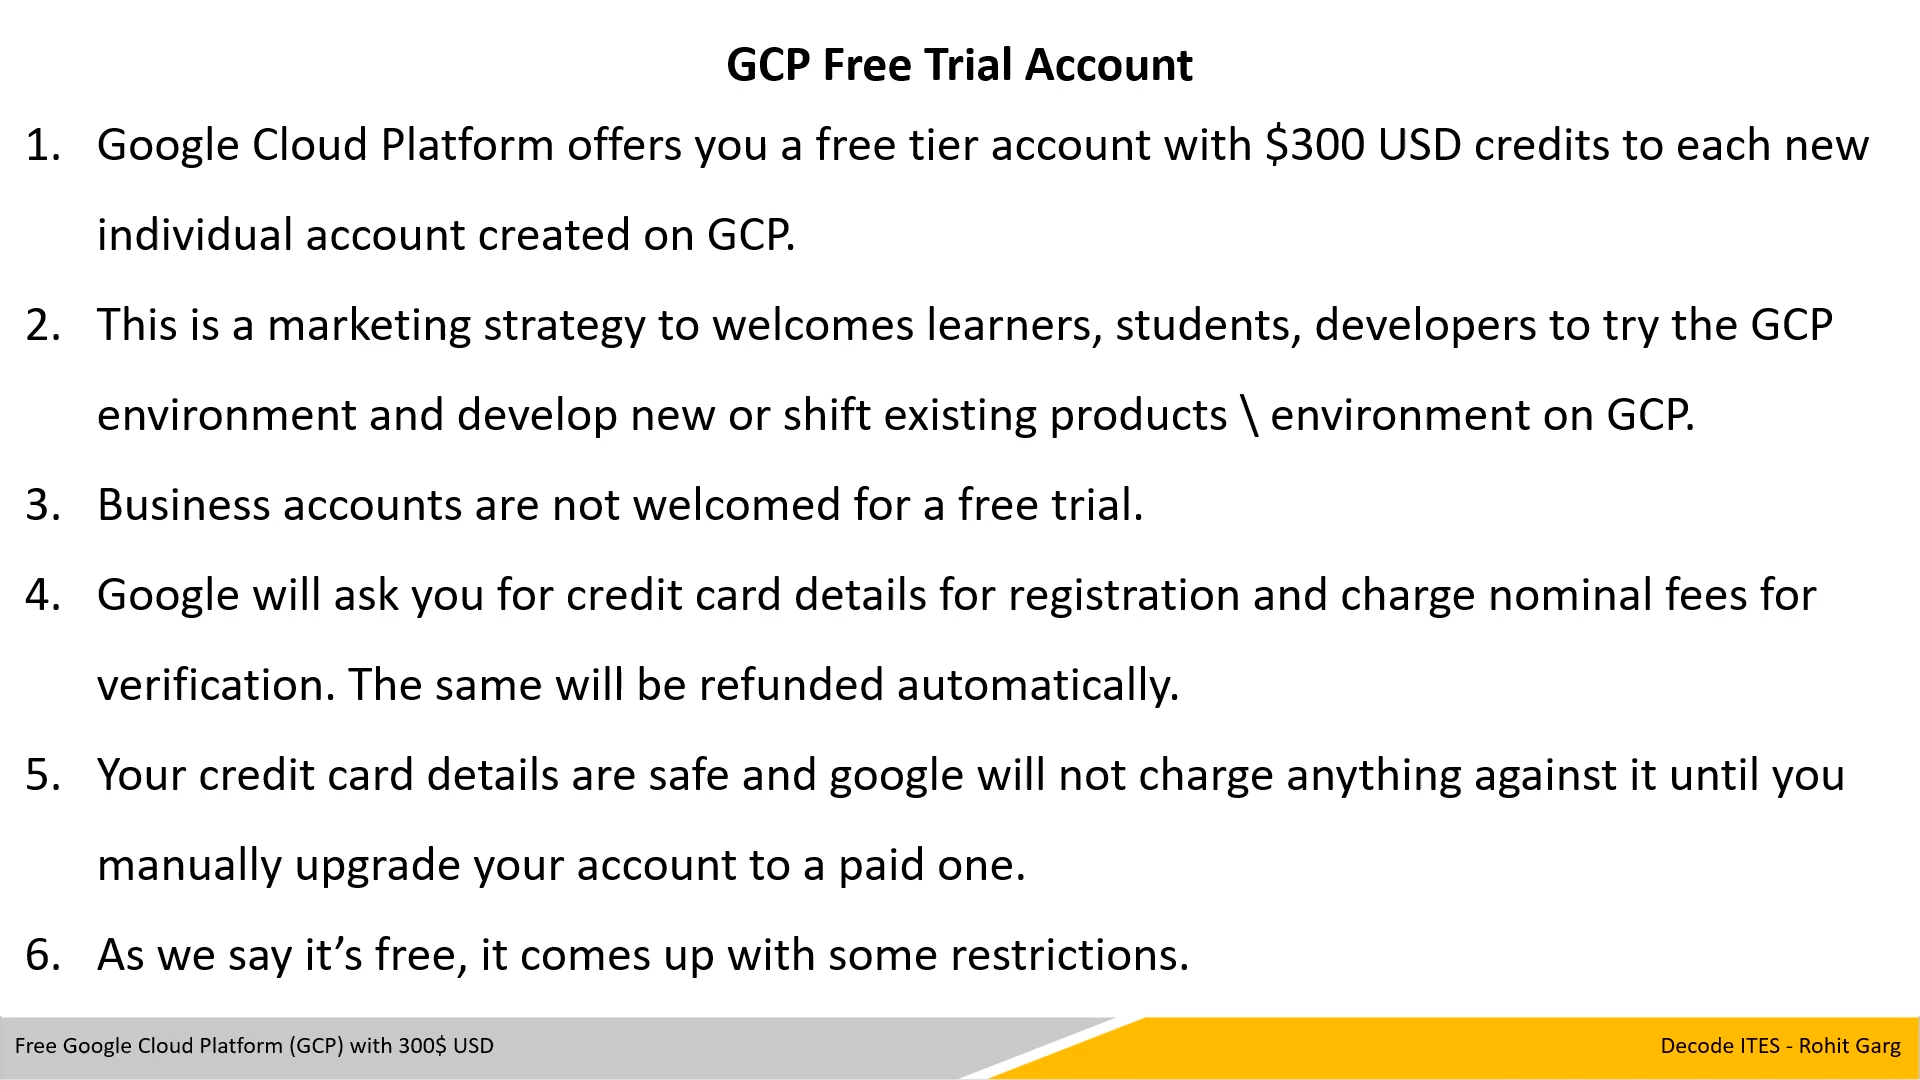 GCP Free Trial Account
1. Google Cloud Platform offers you a free tier account with $300 USD credits to each new
individual account created on GCP.
2. This is a marketing strategy to welcomes learners, students, developers to try the GCP
environment and develop new or shift existing products \ environment on GCP.
3. Business accounts are not welcomed for a free trial.
4. Google will ask you for credit card details for registration and charge nominal fees for
verification. The same will be refunded automatically.
5. Your credit card details are safe and google will not charge anything against it until you
manually upgrade your account to a paid one.
6. As we say it’s free, it comes up with some restrictions.
Free Google Cloud Platform (GCP) with 300$ USD
Decode ITES - Rohit Garg